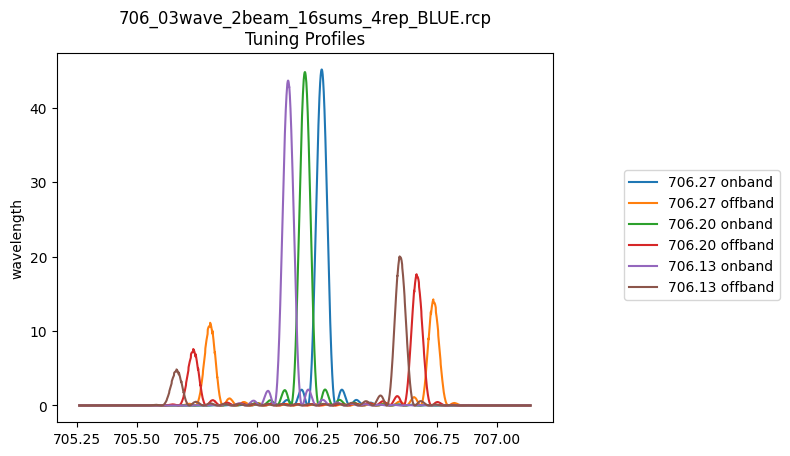 706_03wave_2beam_16sums_4rep_BLUE.rcp
Tuning Profiles
wavelength
40
30
20
10
0
705.25 705.50 705.75 706.00 706.25 706.50 706.75 707.00
706.27 onband
706.27 offband
706.20 onband
706.20 offband
706.13 onband
706.13 offband